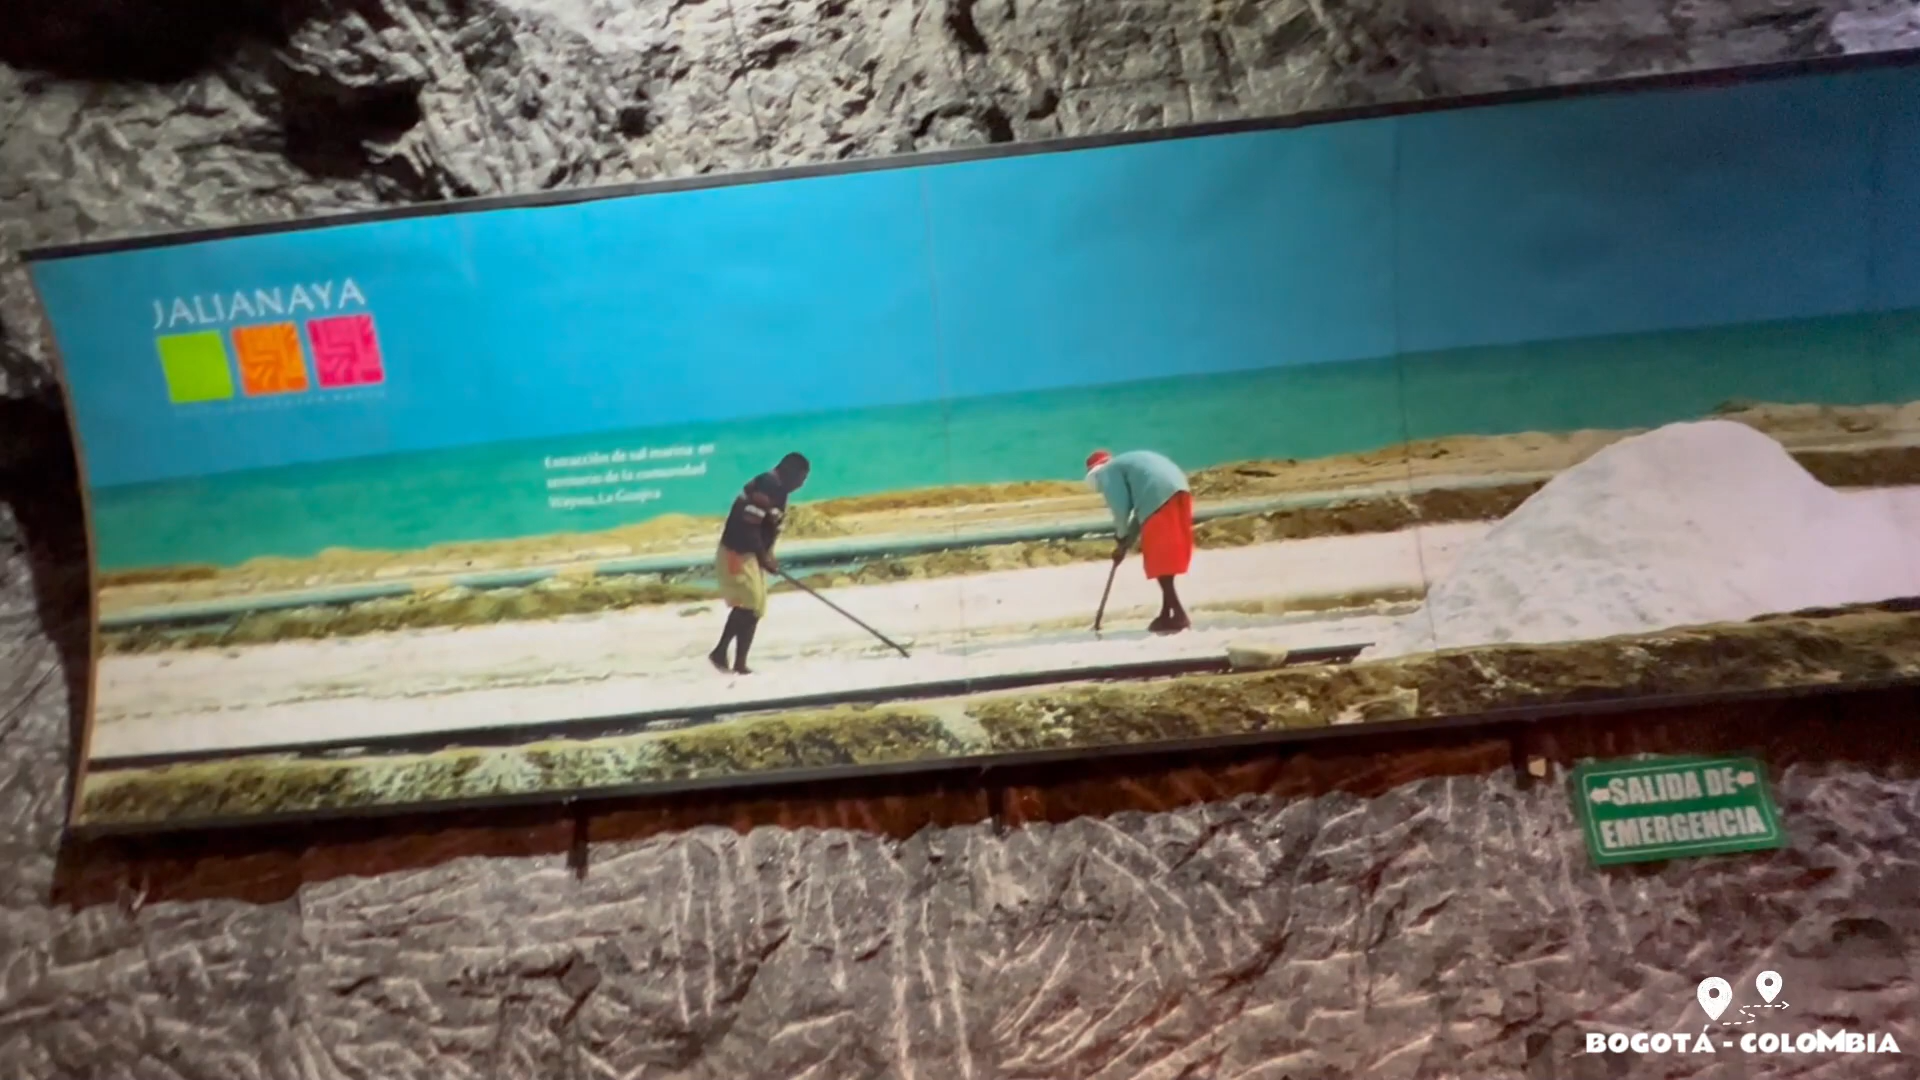 JALIANAYA
Extracción de sal marina en
territorio de la comunidad
Wayuu, La Guajira
SALIDA DE
EMERGENCIA
BOGOTÁ - COLOMBIA